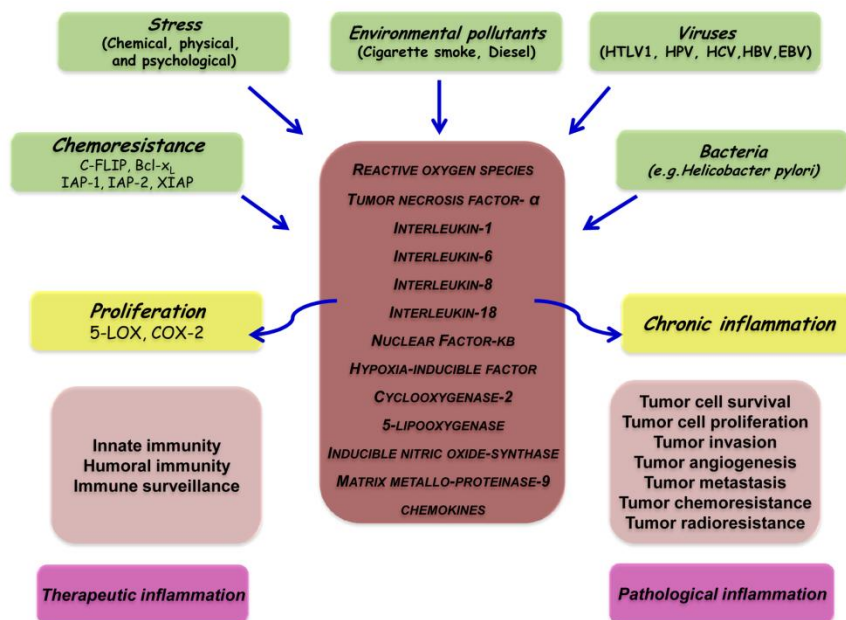 Stress
(Chemical, physical,
and psychological)
Environmental pollutants
(Cigarette smoke, Diesel)
Viruses
(HTLV1, HPV, HCV,HBV,EBV)
Chemoresistance
C-FLIP, Bcl-xL
IAP-1, IAP-2, XIAP
Bacteria
(e.g.Helicobacter pylori)
REACTIVE OXYGEN SPECIES
TUMOR NECROSIS FACTOR- α
INTERLEUKIN-1
INTERLEUKIN-6
INTERLEUKIN-8
INTERLEUKIN-18
NUCLEAR FACTOR-KB
HYPOXIA-INDUCIBLE FACTOR
CYCLOOXYGENASE-2
5-LIPOOXYGENASE
INDUCIBLE NITRIC OXIDE-SYNTHASE
MATRIX METALLO-PROTEINASE-9
CHEMOKINES
Proliferation
5-LOX, COX-2
Chronic inflammation
Innate immunity
Humoral immunity
Immune surveillance
Tumor cell survival
Tumor cell proliferation
Tumor invasion
Tumor angiogenesis
Tumor metastasis
Tumor chemoresistance
Tumor radioresistance
Therapeutic inflammation
Pathological inflammation